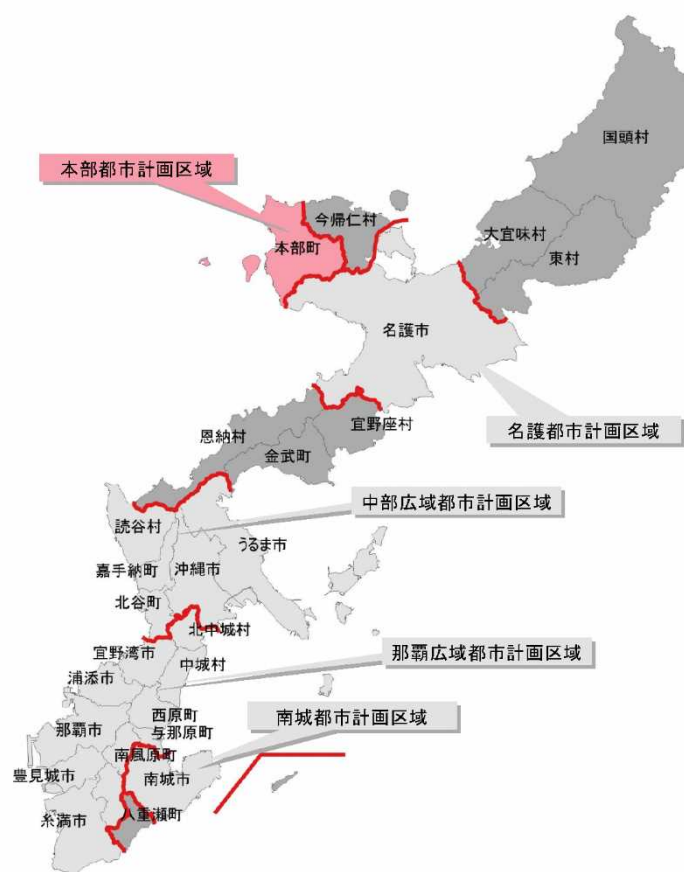 国頭村
本部都市計画区域
今帰仁村
大宜味村
本部町
東村
名護市
恩納村
宜野座村
名護都市計画区域
金武町
中部広域都市計画区域
読谷村
うるま市
嘉手納町
沖縄市
北谷町
北中城村
宜野湾市
中城村
那覇広域都市計画区域
浦添市
西原町
南城都市計画区域
那覇市
与那原町
南風原町
豊見城市
南城市
糸満市
八重瀬町